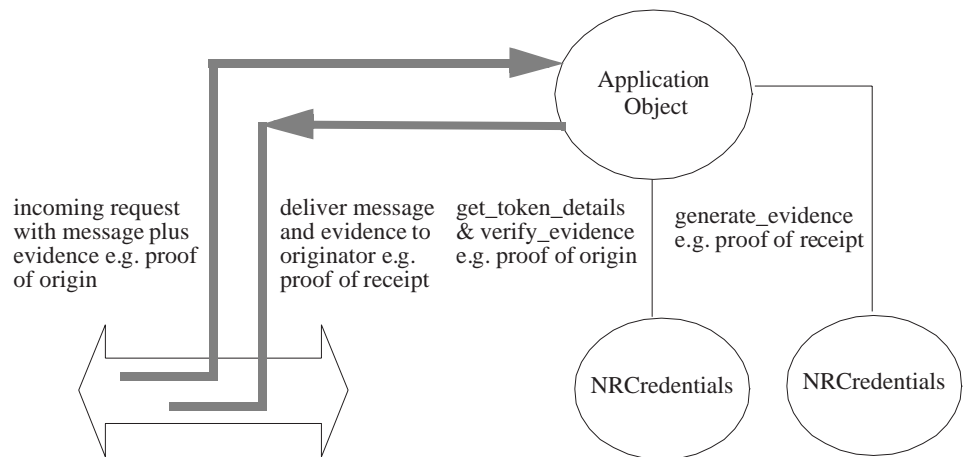 Application
Object
incoming request
with message plus
evidence e.g. proof
of origin
deliver message
and evidence to
originator e.g.
proof of receipt
get_token_details
& verify_evidence
e.g. proof of origin
generate_evidence
e.g. proof of receipt
NRCredentials
NRCredentials